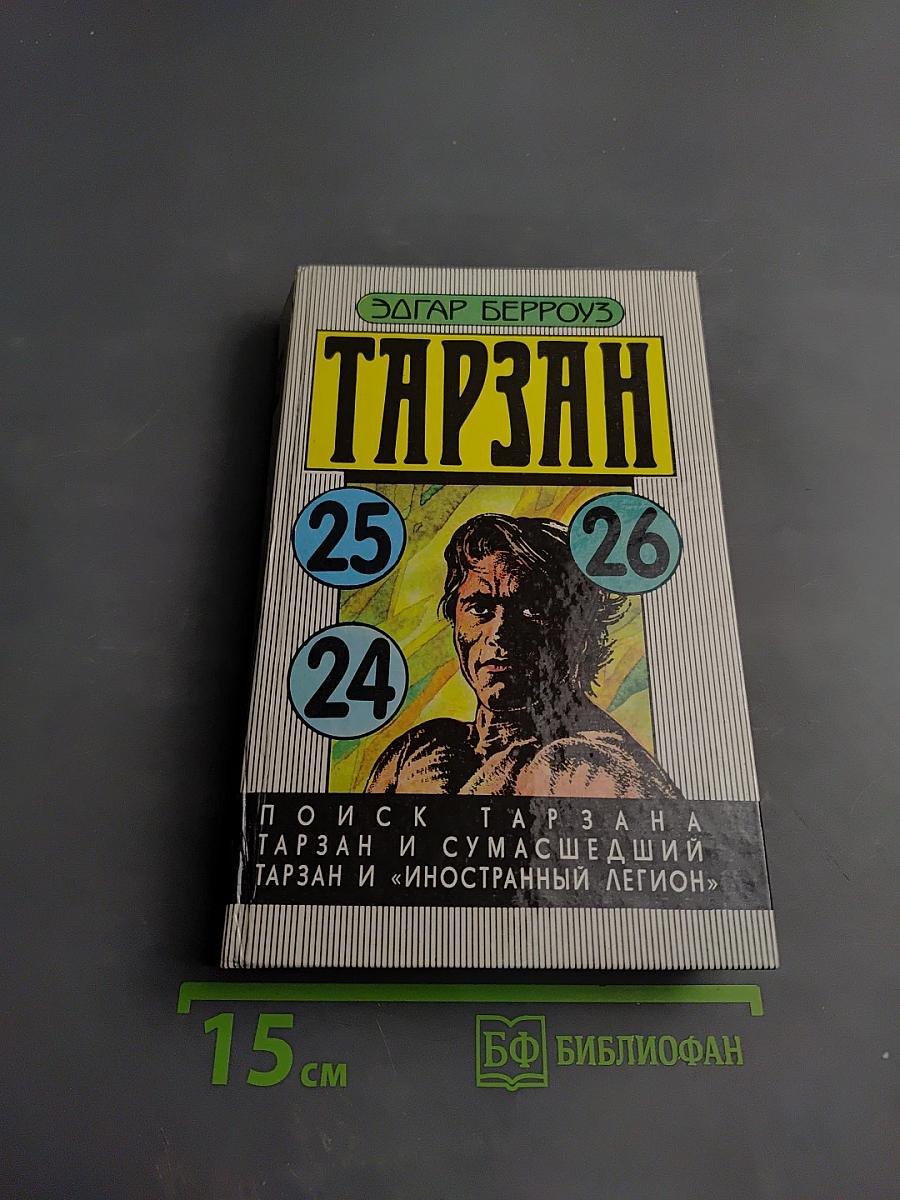 ЭДГАР БЕРРОУЗ
ТАРЗАН
25
26
24
ПОИСК ТАРЗАНА
ТАРЗАН И СУМАСШЕДШИЙ
ТАРЗАН И «ИНОСТРАННЫЙ ЛЕГИОН»
15 см
БФ БИБЛИОФАН